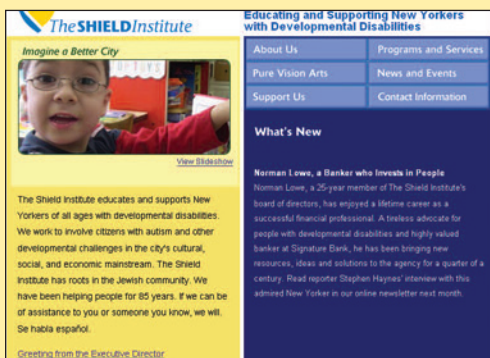 The SHIELD Institute
Imagine a Better City
View Slideshow
The Shield Institute educates and supports New
Yorkers of all ages with developmental disabilities.
We work to involve citizens with autism and other
developmental challenges in the city's cultural,
social, and economic mainstream. The Shield
Institute has roots in the Jewish community. We
have been helping people for 85 years. If we can be
of assistance to you or someone you know, we will.
Se habla español.
Greeting from the Executive Director
Educating and Supporting New Yorkers
with Developmental Disabilities
About Us
Programs and Services
Pure Vision Arts
News and Events
Support Us
Contact Information
What's New
Norman Lowe, a Banker who Invests in People
Norman Lowe, a 25-year member of The Shield Institute's
board of directors, has enjoyed a lifetime career as a
successful financial professional. A tireless advocate for
people with developmental disabilities and highly valued
banker at Signature Bank, he has been bringing new
resources, ideas and solutions to the agency for a quarter of a
century. Read reporter Stephen Haynes' interview with this
admired New Yorker in our online newsletter next month.